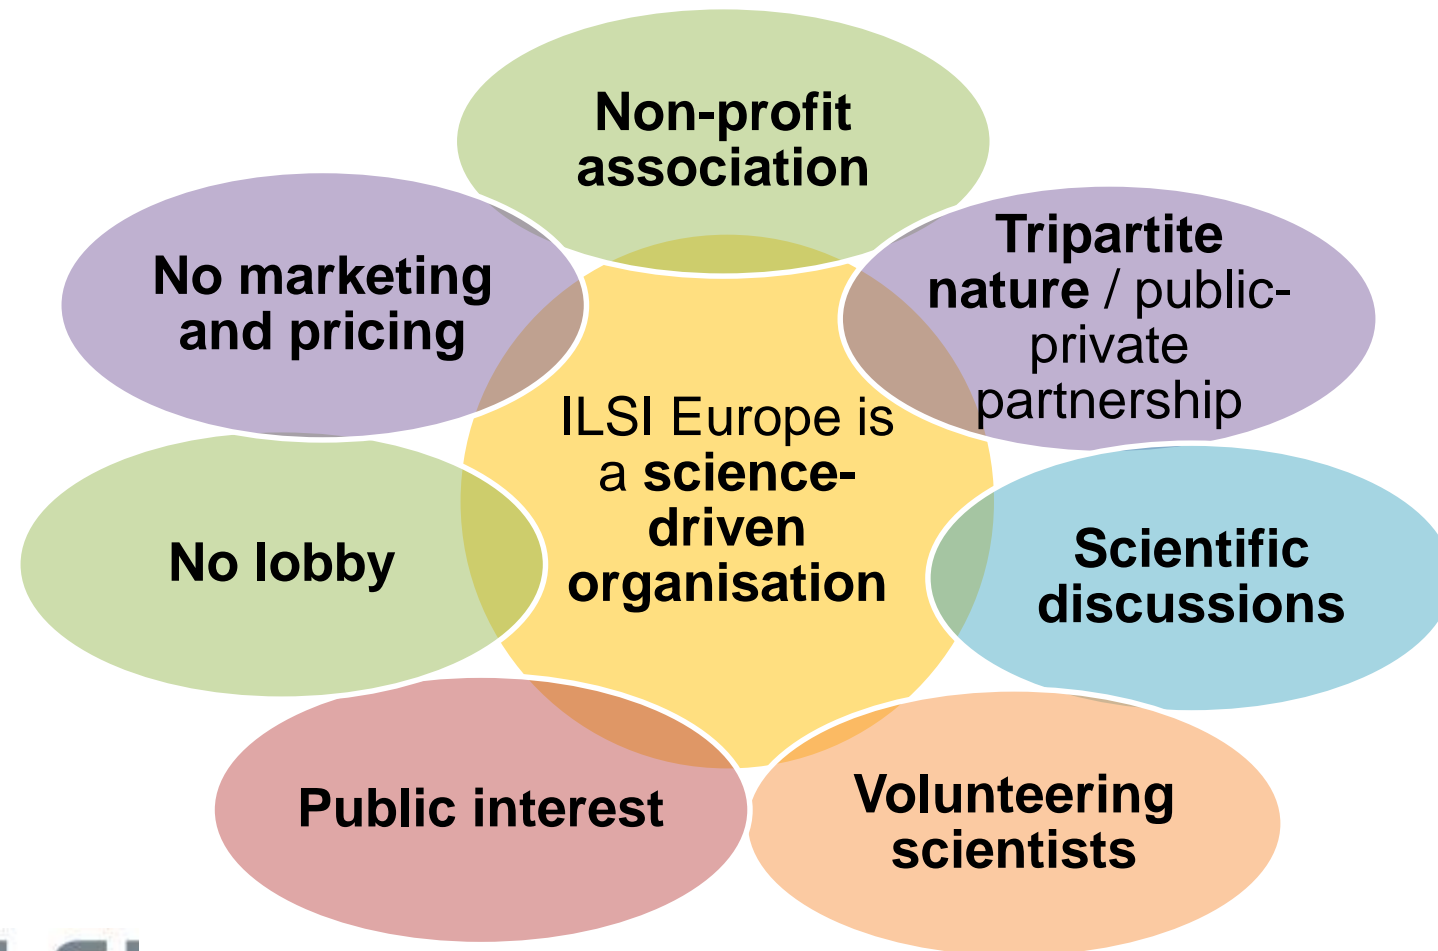 Non-profit
association
Tripartite
nature / public-
private
partnership
Scientific
discussions
Volunteering
scientists
Public interest
No lobby
No marketing
and pricing
ILSI Europe is
a science-
driven
organisation